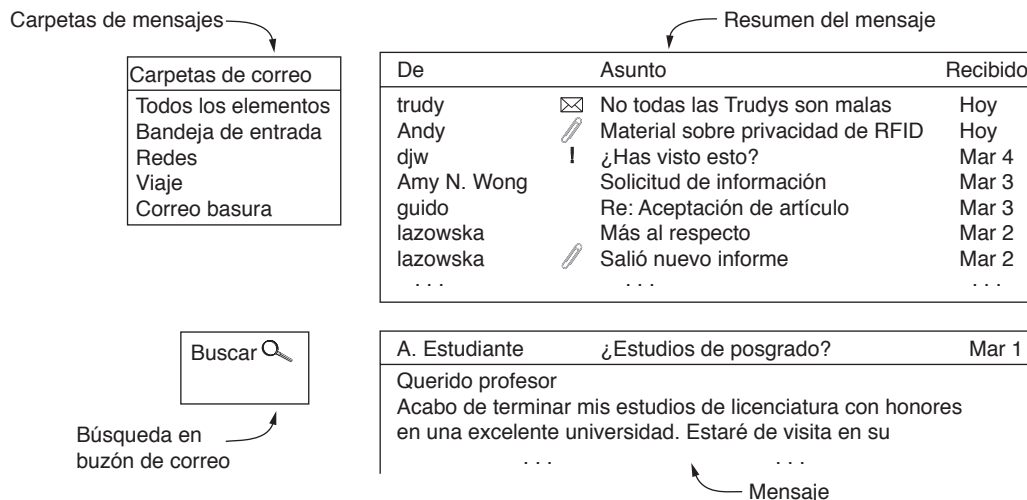 Carpetas de mensajes
Resumen del mensaje
Carpetas de correo
Todos los elementos
Bandeja de entrada
Redes
Viaje
Correo basura
De Asunto Recibido
trudy No todas las Trudys son malas Hoy
Andy Material sobre privacidad de RFID Hoy
djw ! ¿Has visto esto? Mar 4
Amy N. Wong Solicitud de información Mar 3
guido Re: Aceptación de artículo Mar 3
lazowska Más al respecto Mar 2
lazowska Salió nuevo informe Mar 2
. . . . . . . . .
Buscar
Búsqueda en
buzón de correo
A. Estudiante ¿Estudios de posgrado? Mar 1
Querido profesor
Acabo de terminar mis estudios de licenciatura con honores
en una excelente universidad. Estaré de visita en su
. . . . . .
Mensaje